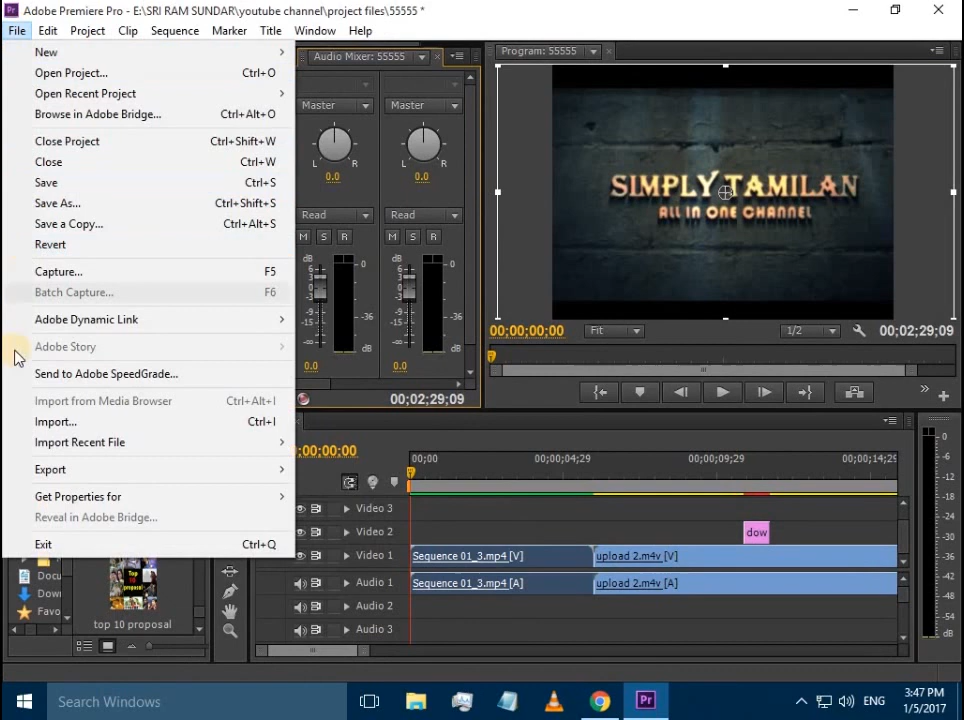 Adobe Premiere Pro - E:\SRI RAM SUNDAR\youtube channel\project files\55555 *
File Edit Project Clip Sequence Marker Title Window Help
New
Open Project... Ctrl+O
Open Recent Project
Browse in Adobe Bridge... Ctrl+Alt+O
Close Project Ctrl+Shift+W
Close Ctrl+W
Save Ctrl+S
Save As... Ctrl+Shift+S
Save a Copy... Ctrl+Alt+S
Revert
Capture... F5
Batch Capture... F6
Adobe Dynamic Link
Adobe Story
Send to Adobe SpeedGrade...
Import from Media Browser Ctrl+Alt+I
Import... Ctrl+I
Import Recent File
Export
Get Properties for
Reveal in Adobe Bridge...
Exit Ctrl+Q
Audio Mixer: 55555
Master Master
L R L R
0.0 0.0
Read Read
M S R M S R
dB dB
0 0
-36 -36
dB dB
0.0 0.0
00;02;29;09
Program: 55555
SIMPLY TAMILAN
ALL IN ONE CHANNEL
00;00;00;00 Fit 1/2 00;02;29;09
;00;00;00
00;00 00;04;29 00;09;29 00;14;29
Video 3
Video 2 dow
Video 1 Sequence 01_3.mp4 [V] upload 2.m4v [V]
Audio 1 Sequence 01_3.mp4 [A] upload 2.m4v [A]
Audio 2
Audio 3
0
-6
-12
-18
-24
-30
-36
-42
-48
-54
dB
Docu
Dow
Favo
Top
10
proposal
top 10 proposal
Search Windows
Pr
ENG
3:47 PM
1/5/2017